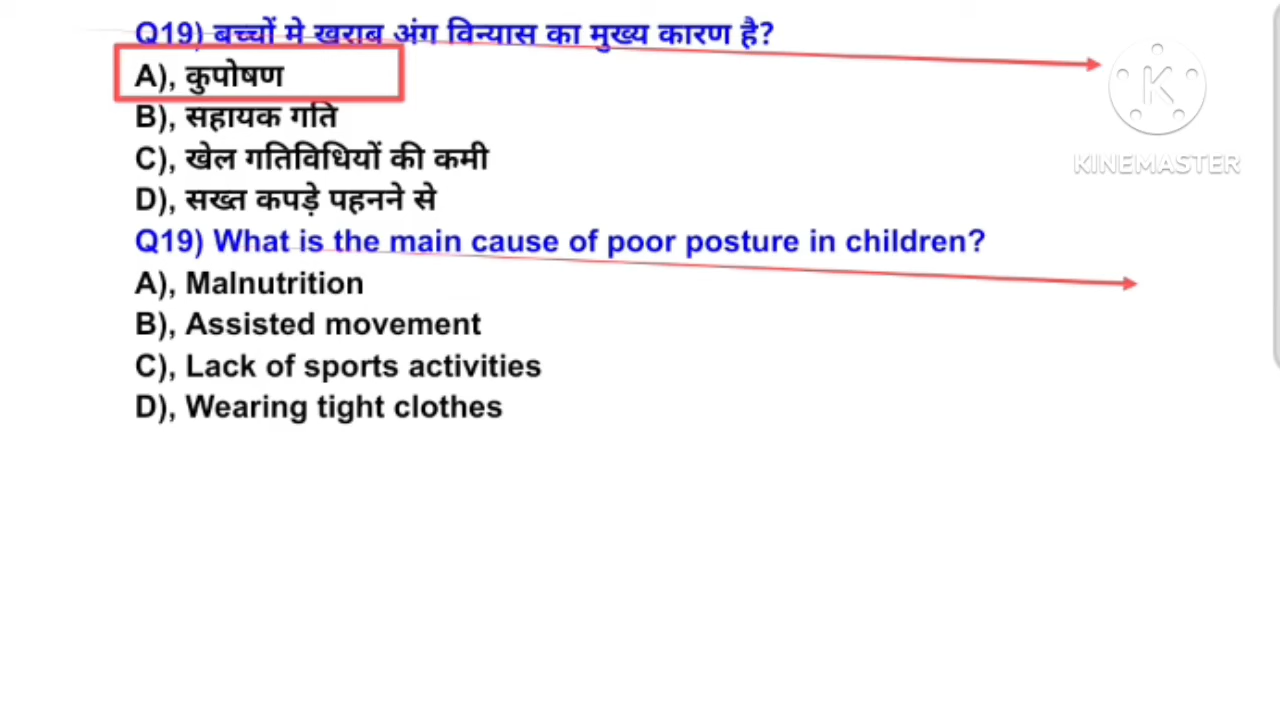 Q19) बच्चों मे खराब अंग विन्यास का मुख्य कारण है?
A), कुपोषण
B), सहायक गति
C), खेल गतिविधियों की कमी
D), सख्त कपड़े पहनने से
Q19) What is the main cause of poor posture in children?
A), Malnutrition
B), Assisted movement
C), Lack of sports activities
D), Wearing tight clothes
K
KINEMASTER